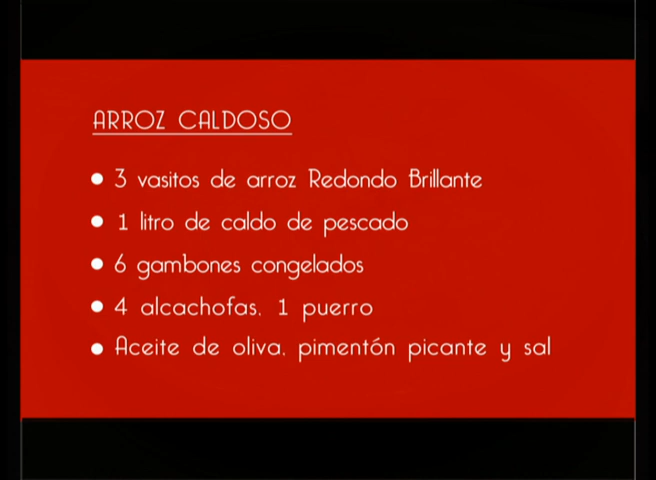 ARROZ CALDOSO
● 3 vasitos de arroz Redondo Brillante
● 1 litro de caldo de pescado
● 6 gambones congelados
● 4 alcachofas. 1 puerro
● Aceite de oliva. pimentón picante y sal